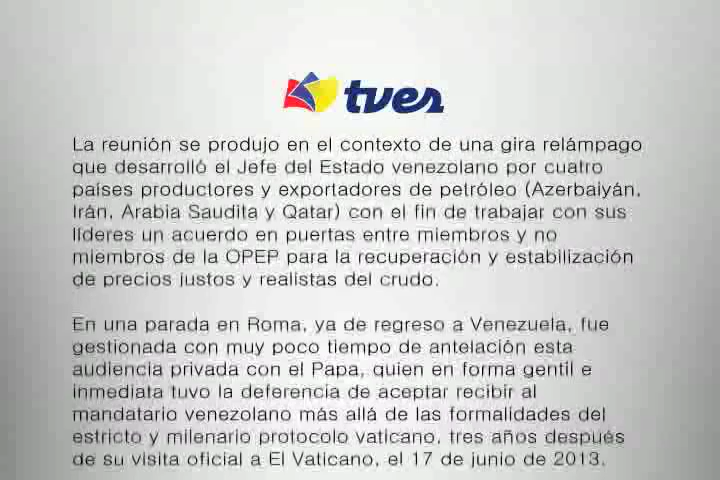 tves
La reunión se produjo en el contexto de una gira relámpago
que desarrolló el Jefe del Estado venezolano por cuatro
países productores y exportadores de petróleo (Azerbaiyán,
Irán, Arabia Saudita y Qatar) con el fin de trabajar con sus
líderes un acuerdo en puertas entre miembros y no
miembros de la OPEP para la recuperación y estabilización
de precios justos y realistas del crudo.
En una parada en Roma, ya de regreso a Venezuela, fue
gestionada con muy poco tiempo de antelación esta
audiencia privada con el Papa, quien en forma gentil e
inmediata tuvo la deferencia de aceptar recibir al
mandatario venezolano más allá de las formalidades del
estricto y milenario protocolo vaticano, tres años después
de su visita oficial a El Vaticano, el 17 de junio de 2013.